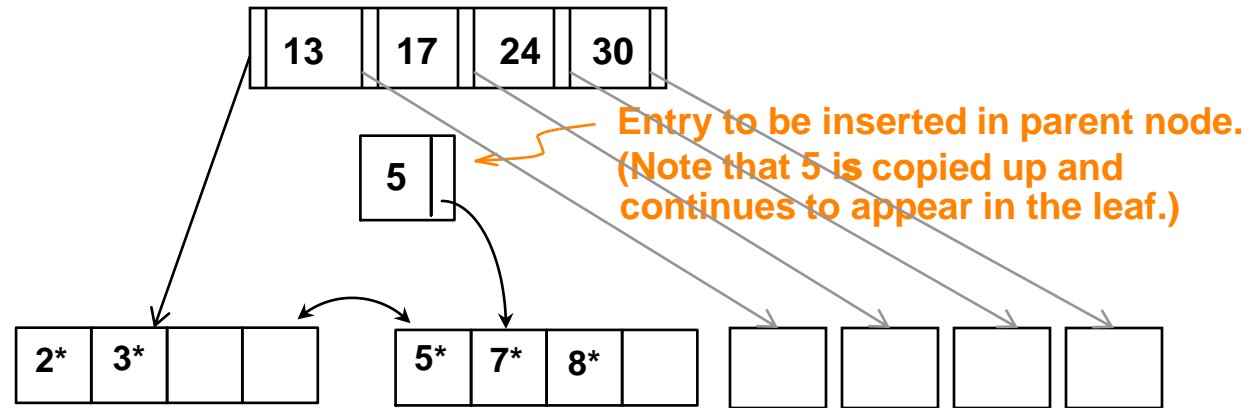 13 17 24 30
Entry to be inserted in parent node.
5
(Note that 5 is copied up and
continues to appear in the leaf.)
2* 3* 5* 7* 8*